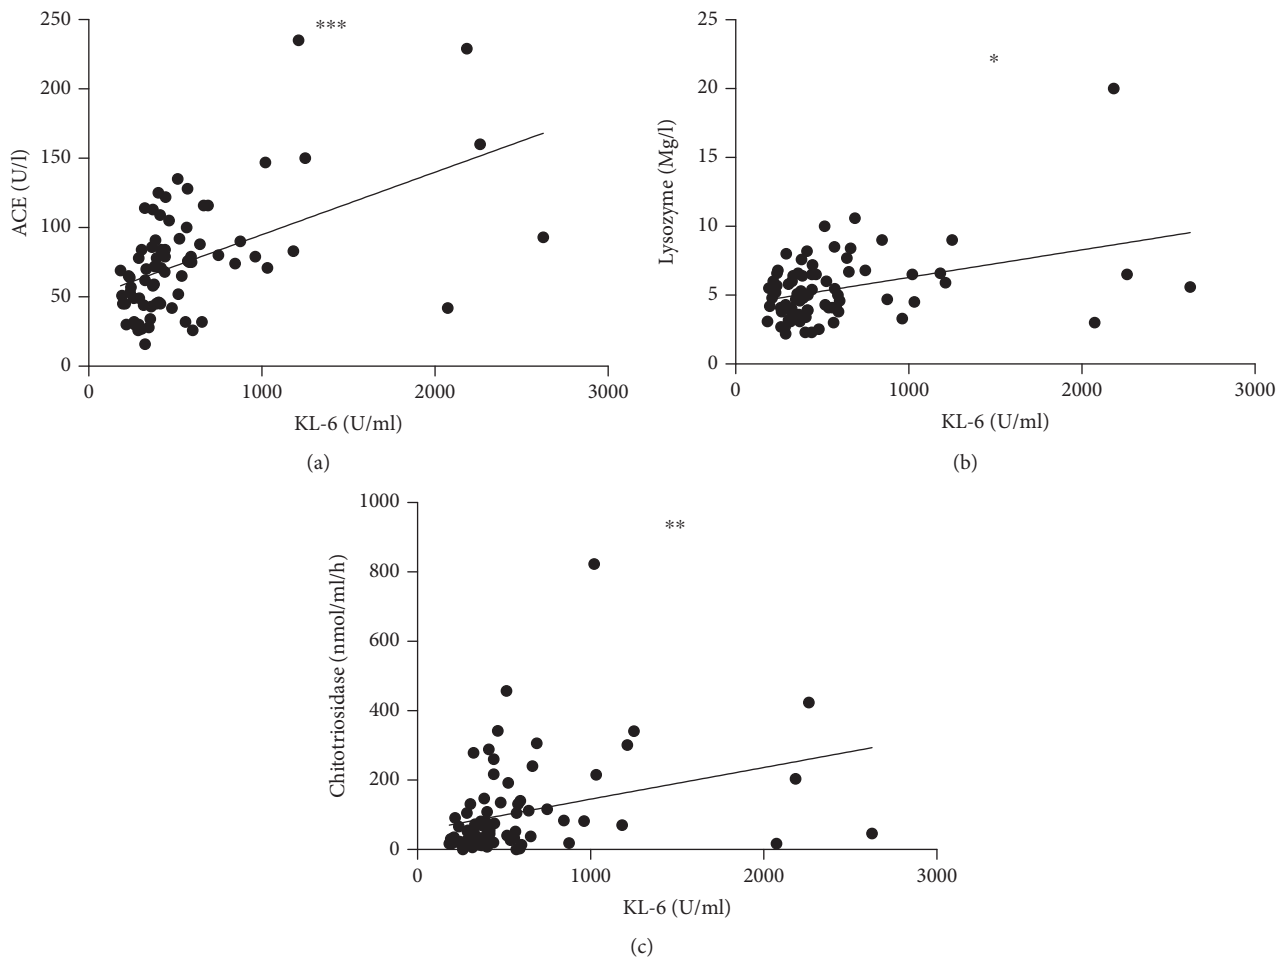 250
200
150
100
50
0
ACE (U/l)
***
0 1000 2000 3000
KL-6 (U/ml)
(a)
25
20
15
10
5
0
Lysozyme (Mg/l)
*
0 1000 2000 3000
KL-6 (U/ml)
(b)
1000
800
600
400
200
0
Chitotriosidase (nmol/ml/h)
**
0 1000 2000 3000
KL-6 (U/ml)
(c)